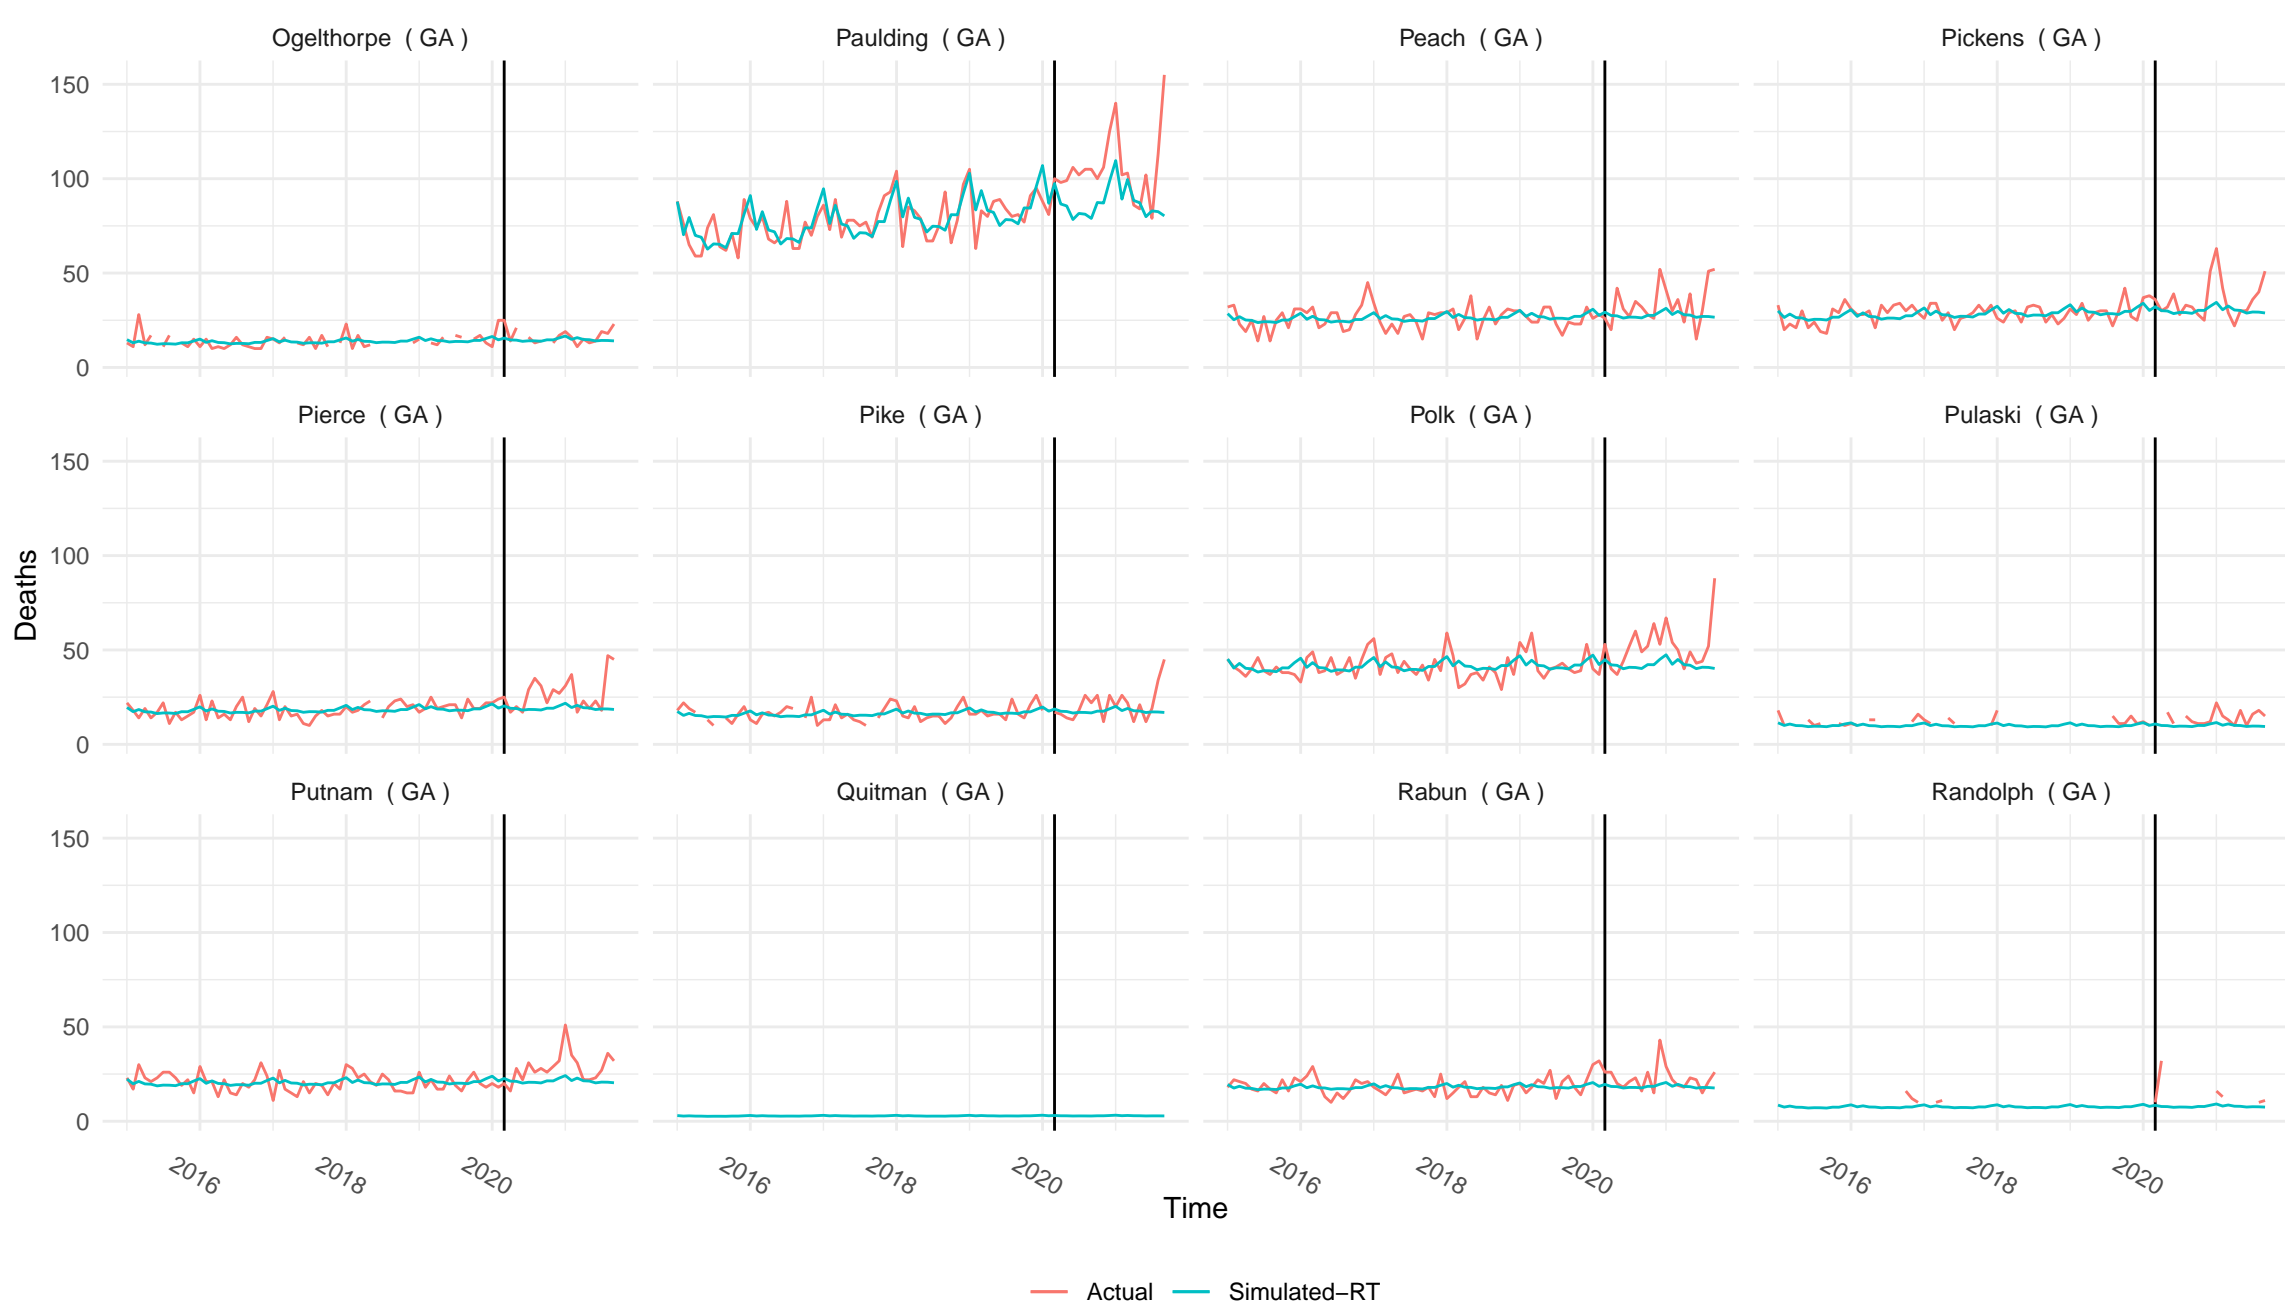 Ogelthorpe ( GA )
Paulding ( GA )
Peach ( GA )
Pickens ( GA )
150
100
50
0
Pierce ( GA )
Pike ( GA )
Polk ( GA )
Pulaski ( GA )
150
100
50
0
Deaths
Putnam ( GA )
Quitman ( GA )
Rabun ( GA )
Randolph ( GA )
150
100
50
0
2016 2018 2020
2016 2018 2020
2016 2018 2020
2016 2018 2020
Time
Actual
Simulated−RT